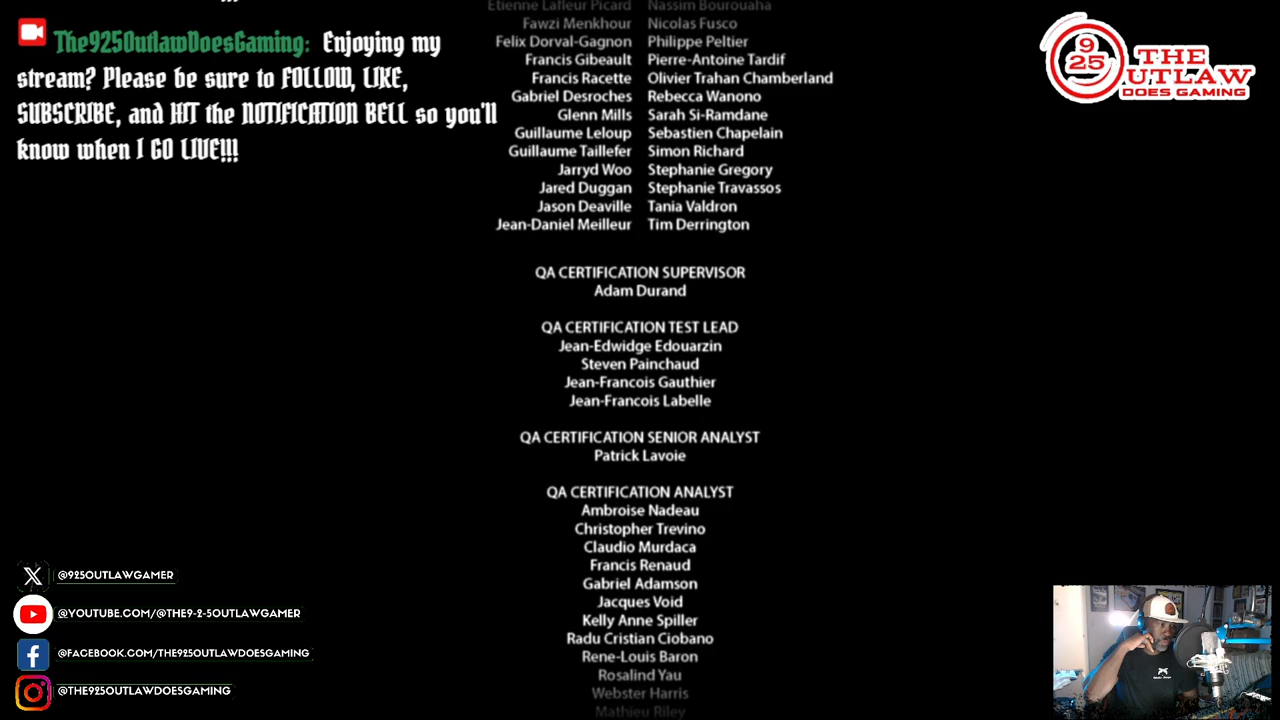 !!!
The925OutlawDoesGaming: Enjoying my
stream? Please be sure to FOLLOW, LIKE,
SUBSCRIBE, and HIT the NOTIFICATION BELL so you'll
know when I GO LIVE!!!
9
25
THE
OUTLAW
DOES GAMING
Etienne Lafleur Picard Nassim Bourouaha
Fawzi Menkhour Nicolas Fusco
Felix Dorval-Gagnon Philippe Peltier
Francis Gibeault Pierre-Antoine Tardif
Francis Racette Olivier Trahan Chamberland
Gabriel Desroches Rebecca Wanono
Glenn Mills Sarah Si-Ramdane
Guillaume Leloup Sebastien Chapelain
Guillaume Taillefer Simon Richard
Jarryd Woo Stephanie Gregory
Jared Duggan Stephanie Travassos
Jason Deaville Tania Valdron
Jean-Daniel Meilleur Tim Derrington
QA CERTIFICATION SUPERVISOR
Adam Durand
QA CERTIFICATION TEST LEAD
Jean-Edwidge Edouarzin
Steven Painchaud
Jean-Francois Gauthier
Jean-Francois Labelle
QA CERTIFICATION SENIOR ANALYST
Patrick Lavoie
QA CERTIFICATION ANALYST
Ambroise Nadeau
Christopher Trevino
Claudio Murdaca
Francis Renaud
Gabriel Adamson
Jacques Void
Kelly Anne Spiller
Radu Cristian Ciobano
Rene-Louis Baron
Rosalind Yau
Webster Harris
Mathieu Riley
@925OUTLAWGAMER
@YOUTUBE.COM/@THE9-2-5OUTLAWGAMER
@FACEBOOK.COM/THE925OUTLAWDOESGAMING
@THE925OUTLAWDOESGAMING